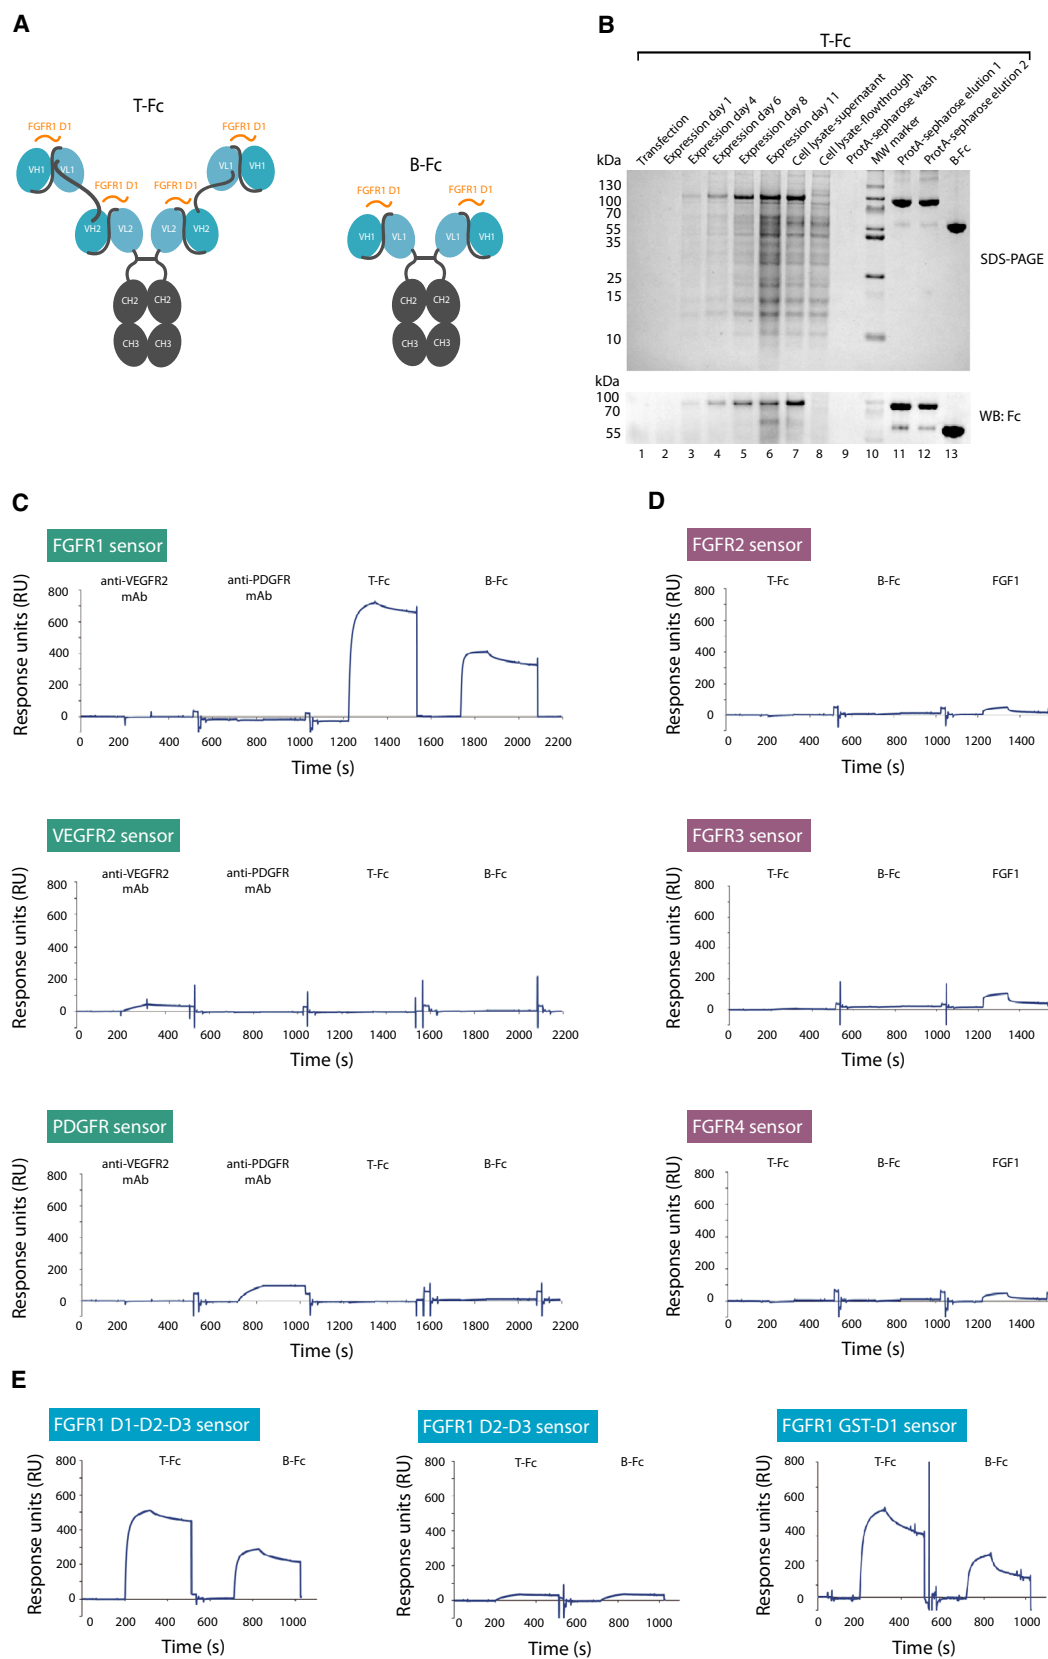 A
T-Fc
FGFR1 D1
FGFR1 D1
VH1
VL1
VL1
VH1
FGFR1 D1
FGFR1 D1
VH2
VL2
VL2
VH2
CH2
CH2
CH3
CH3
B-Fc
FGFR1 D1
FGFR1 D1
VH1
VL1
VL1
VH1
CH2
CH2
CH3
CH3
B
T-Fc
Transfection
Expression day 1
Expression day 4
Expression day 6
Expression day 8
Expression day 11
Cell lysate-supernatant
Cell lysate-flowthrough
ProtA-sepharose wash
MW marker
ProtA-sepharose elution 1
ProtA-sepharose elution 2
B-Fc
kDa
130
100
70
55
35
25
15
10
SDS-PAGE
kDa
100
70
55
WB: Fc
1 2 3 4 5 6 7 8 9 10 11 12 13
C
FGFR1 sensor
anti-VEGFR2 mAb
anti-PDGFR mAb
T-Fc
B-Fc
Response units (RU)
800
600
400
200
0
0 200 400 600 800 1000 1200 1400 1600 1800 2000 2200
Time (s)
VEGFR2 sensor
anti-VEGFR2 mAb
anti-PDGFR mAb
T-Fc
B-Fc
Response units (RU)
800
600
400
200
0
0 200 400 600 800 1000 1200 1400 1600 1800 2000 2200
Time (s)
PDGFR sensor
anti-VEGFR2 mAb
anti-PDGFR mAb
T-Fc
B-Fc
Response units (RU)
800
600
400
200
0
0 200 400 600 800 1000 1200 1400 1600 1800 2000 2200
Time (s)
D
FGFR2 sensor
T-Fc
B-Fc
FGF1
Response units (RU)
800
600
400
200
0
0 200 400 600 800 1000 1200 1400
Time (s)
FGFR3 sensor
T-Fc
B-Fc
FGF1
Response units (RU)
800
600
400
200
0
0 200 400 600 800 1000 1200 1400
Time (s)
FGFR4 sensor
T-Fc
B-Fc
FGF1
Response units (RU)
800
600
400
200
0
0 200 400 600 800 1000 1200 1400
Time (s)
E
FGFR1 D1-D2-D3 sensor
T-Fc
B-Fc
Response units (RU)
800
600
400
200
0
0 200 400 600 800 1000
Time (s)
FGFR1 D2-D3 sensor
T-Fc
B-Fc
Response units (RU)
800
600
400
200
0
0 200 400 600 800 1000
Time (s)
FGFR1 GST-D1 sensor
T-Fc
B-Fc
Response units (RU)
800
600
400
200
0
0 200 400 600 800 1000
Time (s)